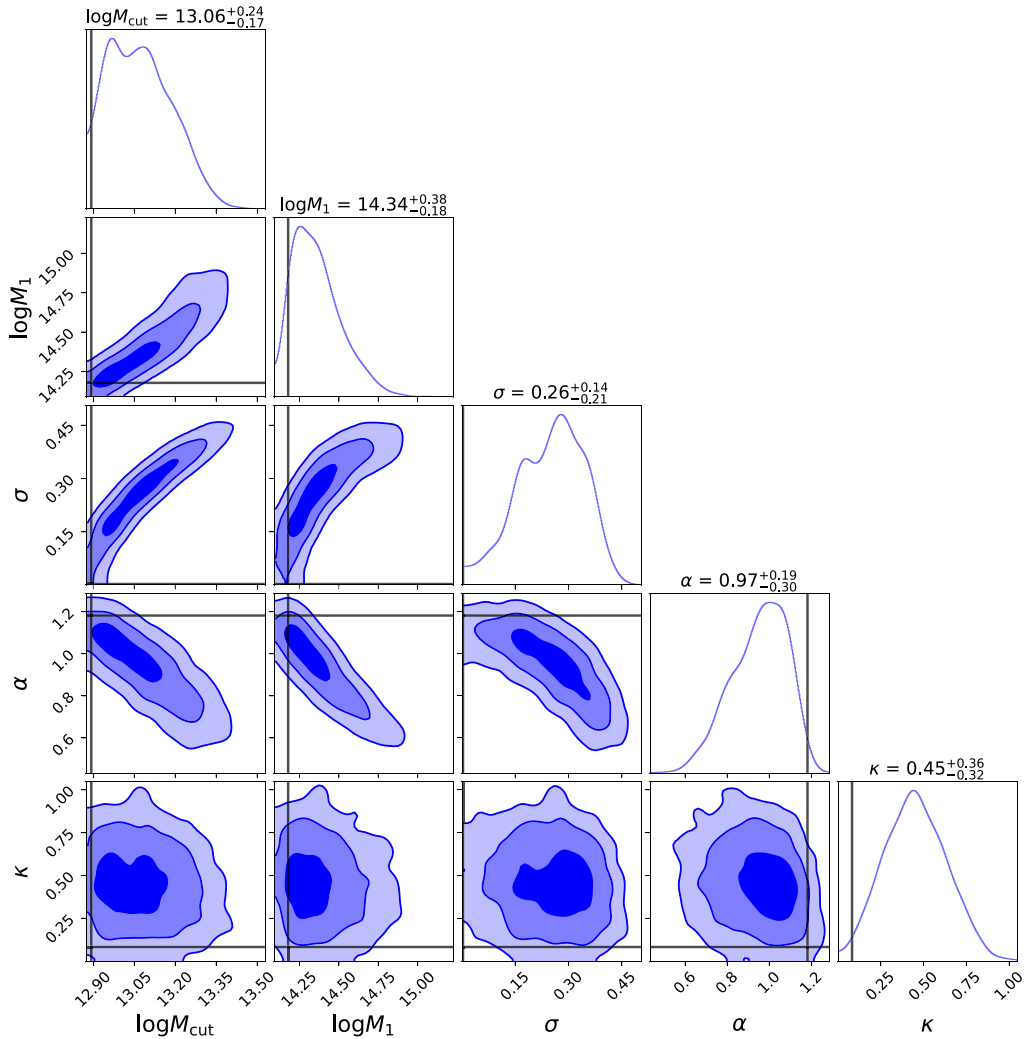 logM_cut = 13.06^{+0.24}_{-0.17}
logM_1 = 14.34^{+0.38}_{-0.18}
15.00
14.75
14.50
14.25
logM_1
σ = 0.26^{+0.14}_{-0.21}
0.45
0.30
0.15
σ
α = 0.97^{+0.19}_{-0.30}
1.2
1.0
0.8
0.6
α
κ = 0.45^{+0.36}_{-0.32}
1.00
0.75
0.50
0.25
κ
12.90 13.05 13.20 13.35 13.50
14.25 14.50 14.75 15.00
0.15 0.30 0.45
0.6 0.8 1.0 1.2
0.25 0.50 0.75 1.00
logM_cut logM_1 σ α κ